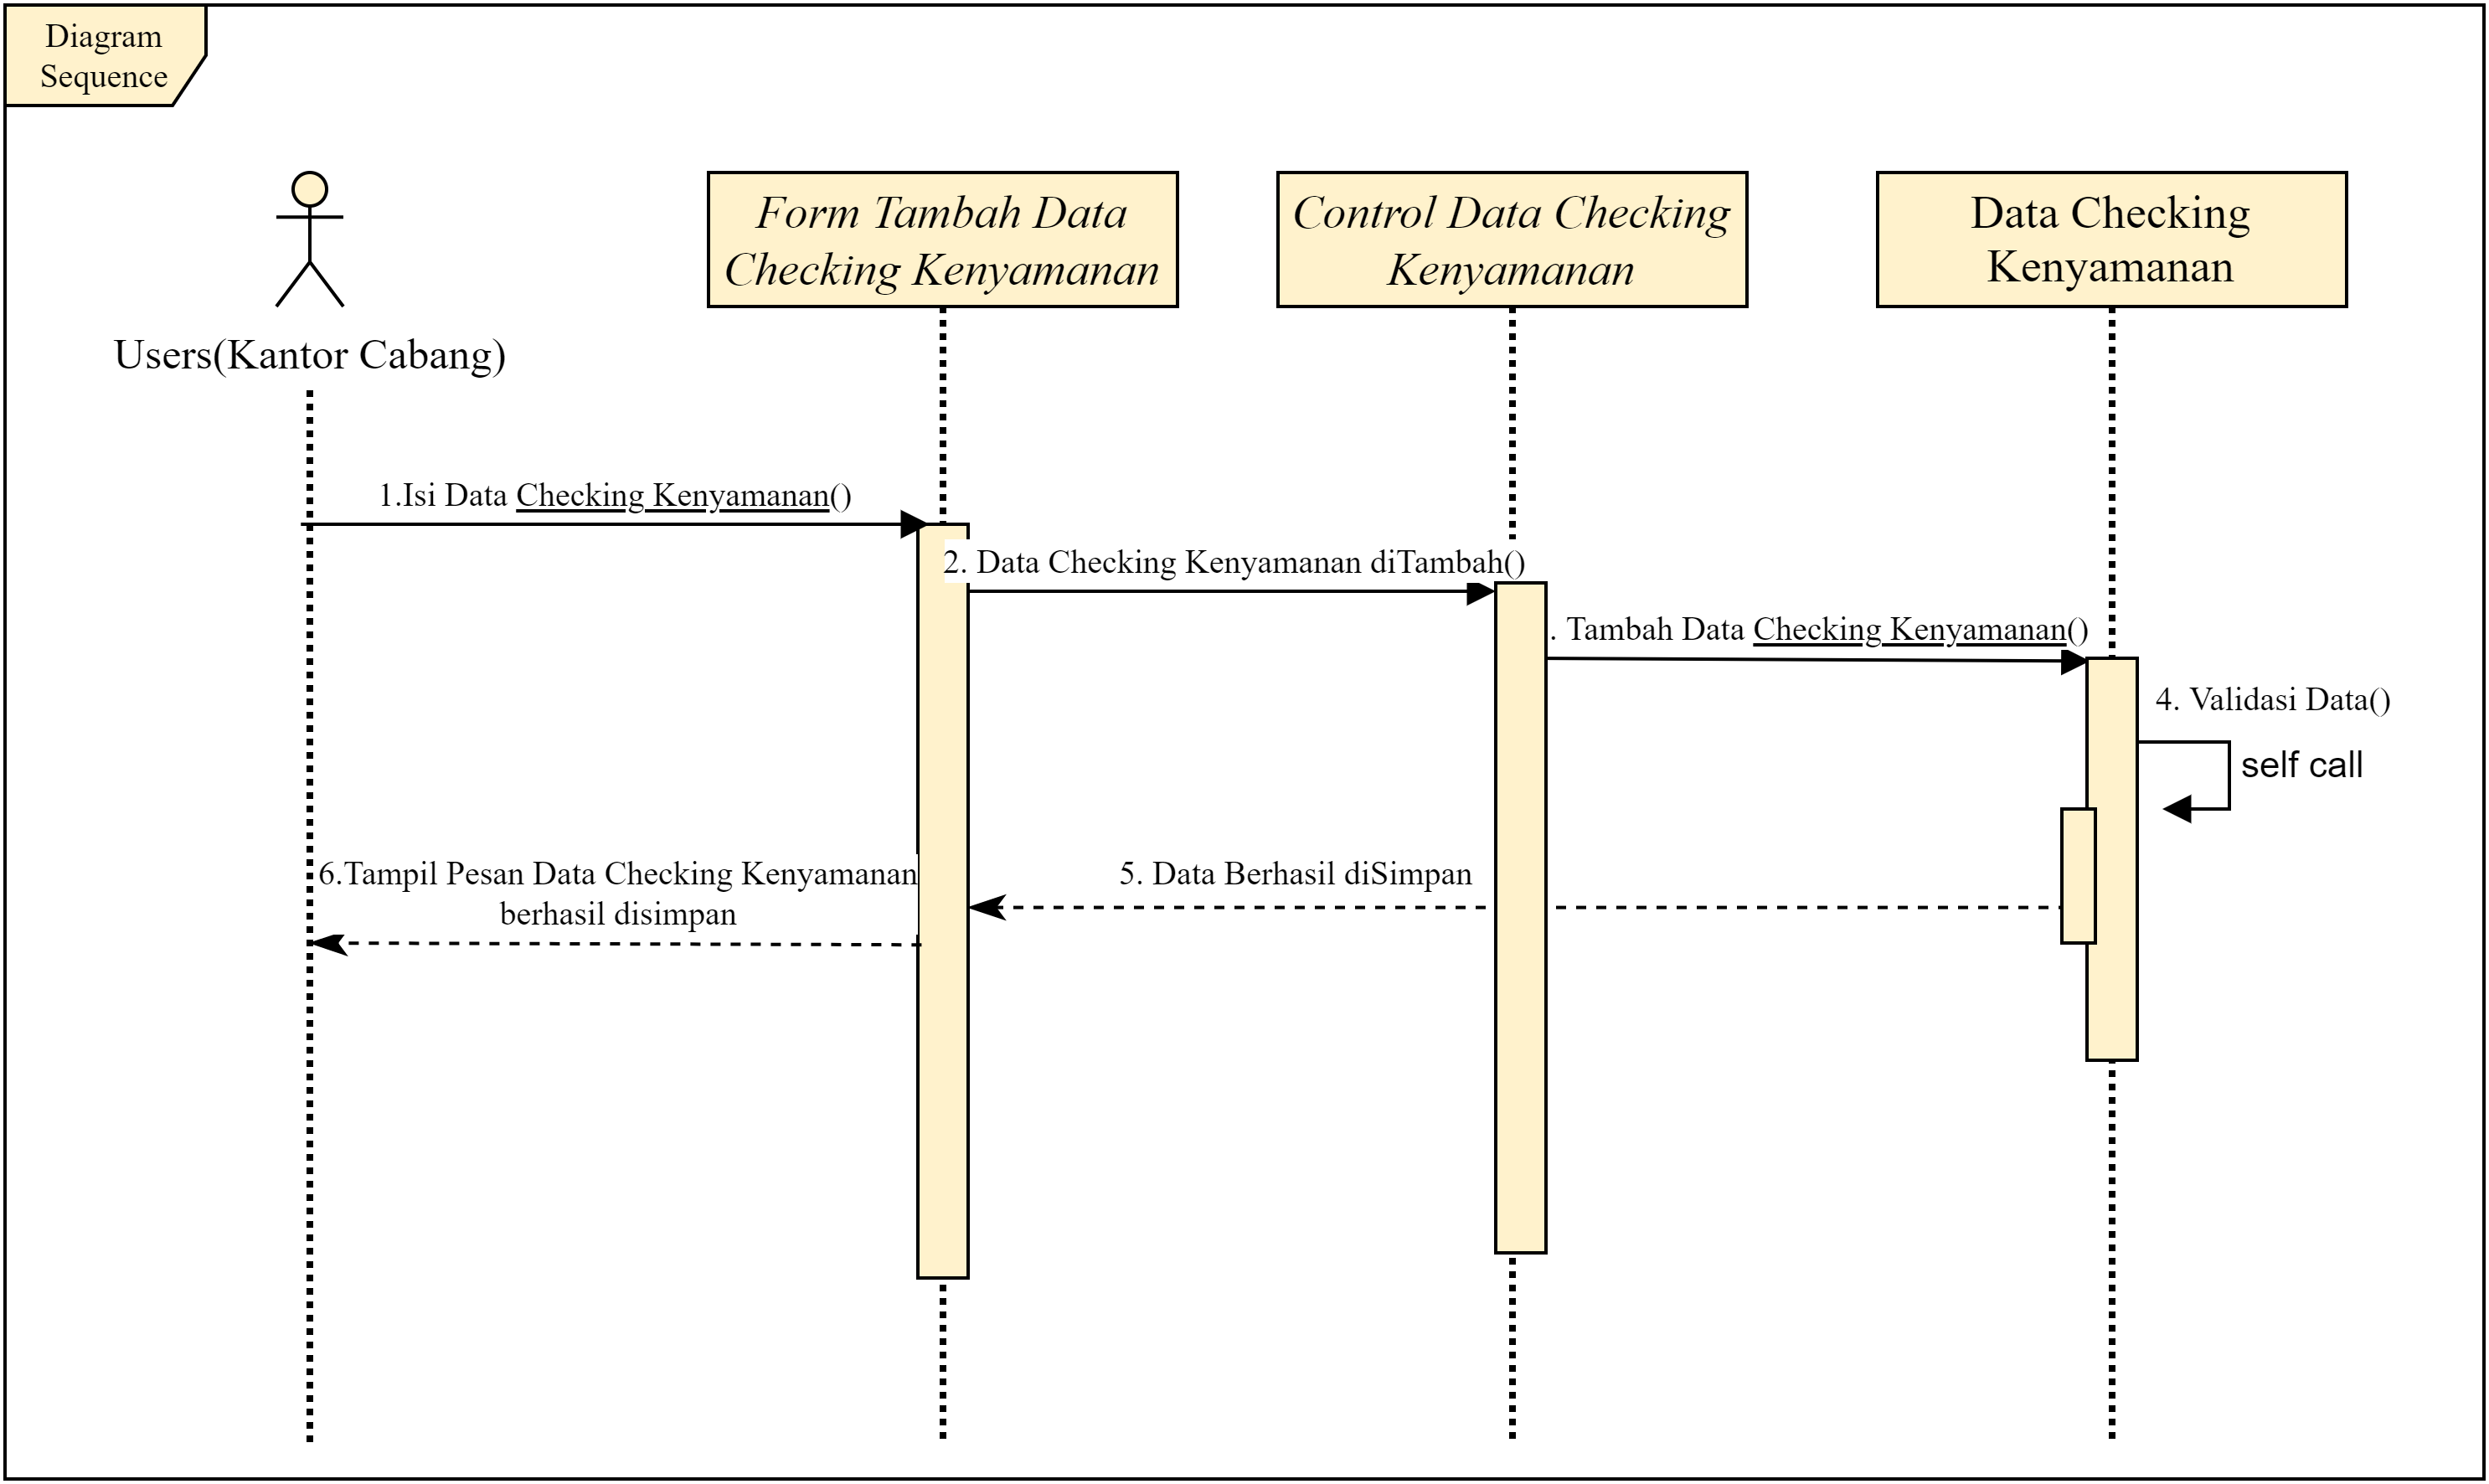 Diagram
Sequence
Form Tambah Data
Checking Kenyamanan
Control Data Checking
Kenyamanan
Data Checking
Kenyamanan
Users(Kantor Cabang)
1.Isi Data Checking Kenyamanan()
2. Data Checking Kenyamanan diTambah()
. Tambah Data Checking Kenyamanan()
4. Validasi Data()
self call
5. Data Berhasil diSimpan
6.Tampil Pesan Data Checking Kenyamanan
berhasil disimpan